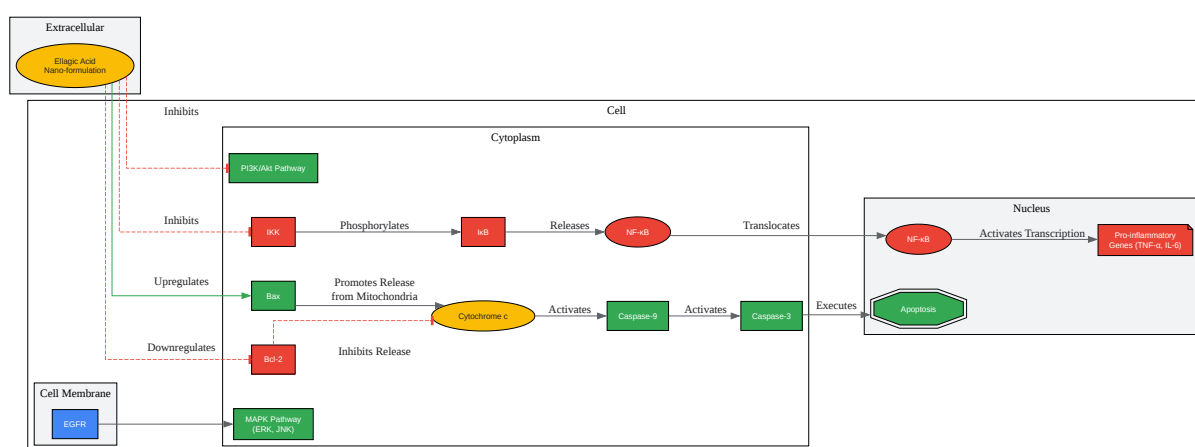 Extracellular
Ellagic Acid
Nano-formulation
Inhibits
Cell
Cytoplasm
PI3K/Akt Pathway
Inhibits
IKK
Phosphorylates
IκB
Releases
NF-κB
Translocates
Nucleus
NF-κB
Activates Transcription
Pro-inflammatory
Genes (TNF-α, IL-6)
Upregulates
Bax
Promotes Release
from Mitochondria
Cytochrome c
Activates
Caspase-9
Activates
Caspase-3
Executes
Apoptosis
Downregulates
Bcl-2
Inhibits Release
Cell Membrane
EGFR
MAPK Pathway
(ERK, JNK)